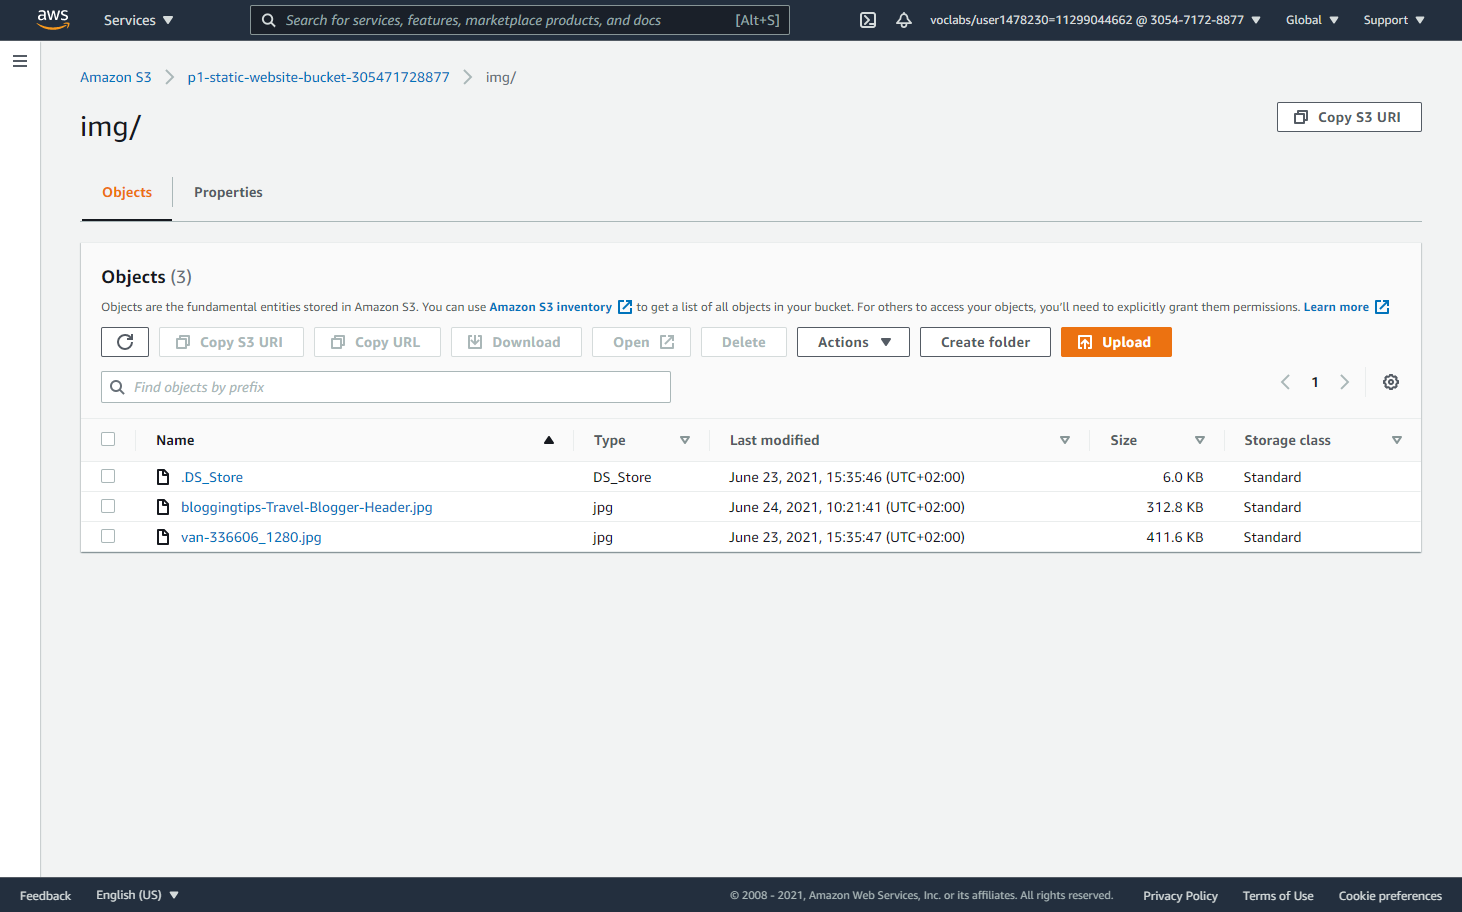 aws Services Search for services, features, marketplace products, and docs [Alt+S] voclabs/user1478230=11299044662 @ 3054-7172-8877 Global Support
Amazon S3 p1-static-website-bucket-305471728877 img/
img/
Copy S3 URI
Objects Properties
Objects (3)
Objects are the fundamental entities stored in Amazon S3. You can use Amazon S3 inventory to get a list of all objects in your bucket. For others to access your objects, you'll need to explicitly grant them permissions. Learn more
Copy S3 URI Copy URL Download Open Delete Actions Create folder Upload
Find objects by prefix 1
Name Type Last modified Size Storage class
.DS_Store DS_Store June 23, 2021, 15:35:46 (UTC+02:00) 6.0 KB Standard
bloggingtips-Travel-Blogger-Header.jpg jpg June 24, 2021, 10:21:41 (UTC+02:00) 312.8 KB Standard
van-336606_1280.jpg jpg June 23, 2021, 15:35:47 (UTC+02:00) 411.6 KB Standard
Feedback English (US) © 2008 - 2021, Amazon Web Services, Inc. or its affiliates. All rights reserved. Privacy Policy Terms of Use Cookie preferences